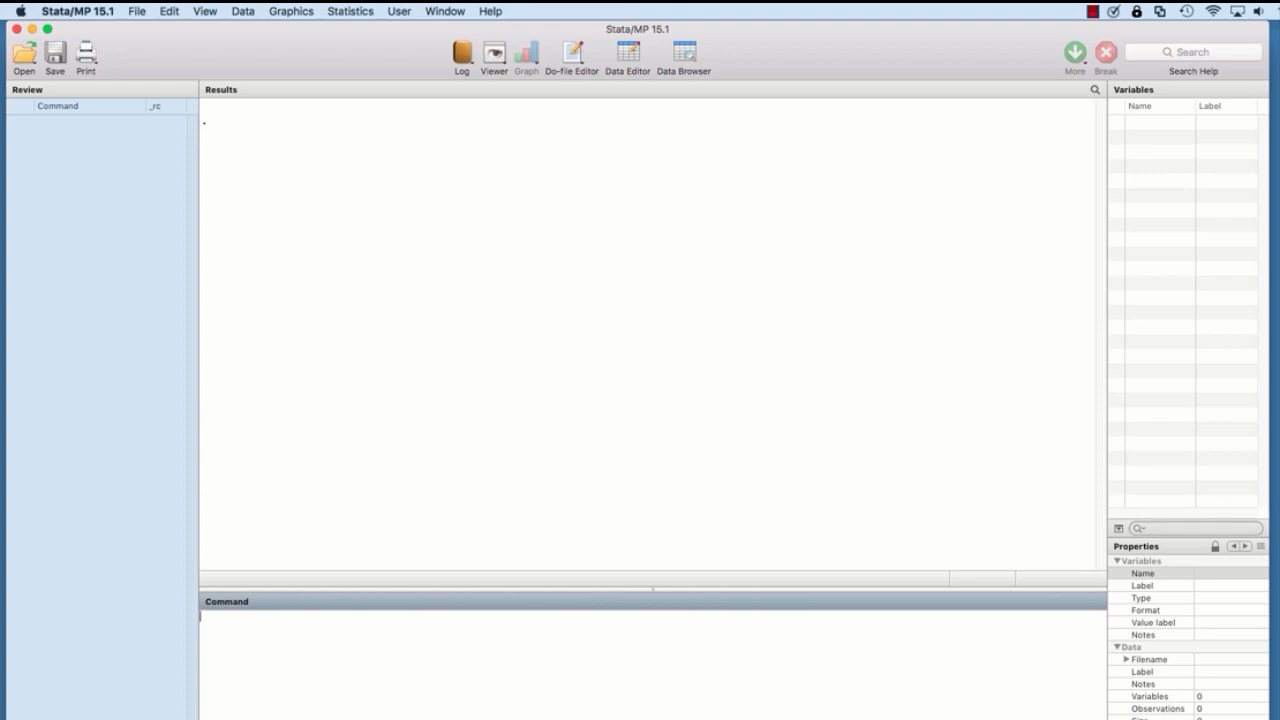 Stata/MP 15.1 File Edit View Data Graphics Statistics User Window Help
Stata/MP 15.1
Open Save Print Log Viewer Graph Do-file Editor Data Editor Data Browser More Break Search
Search Help
Review
Command _rc
Results
.
Variables
Name Label
Command
Properties
Variables
Name
Label
Type
Format
Value label
Notes
Data
Filename
Label
Notes
Variables 0
Observations 0